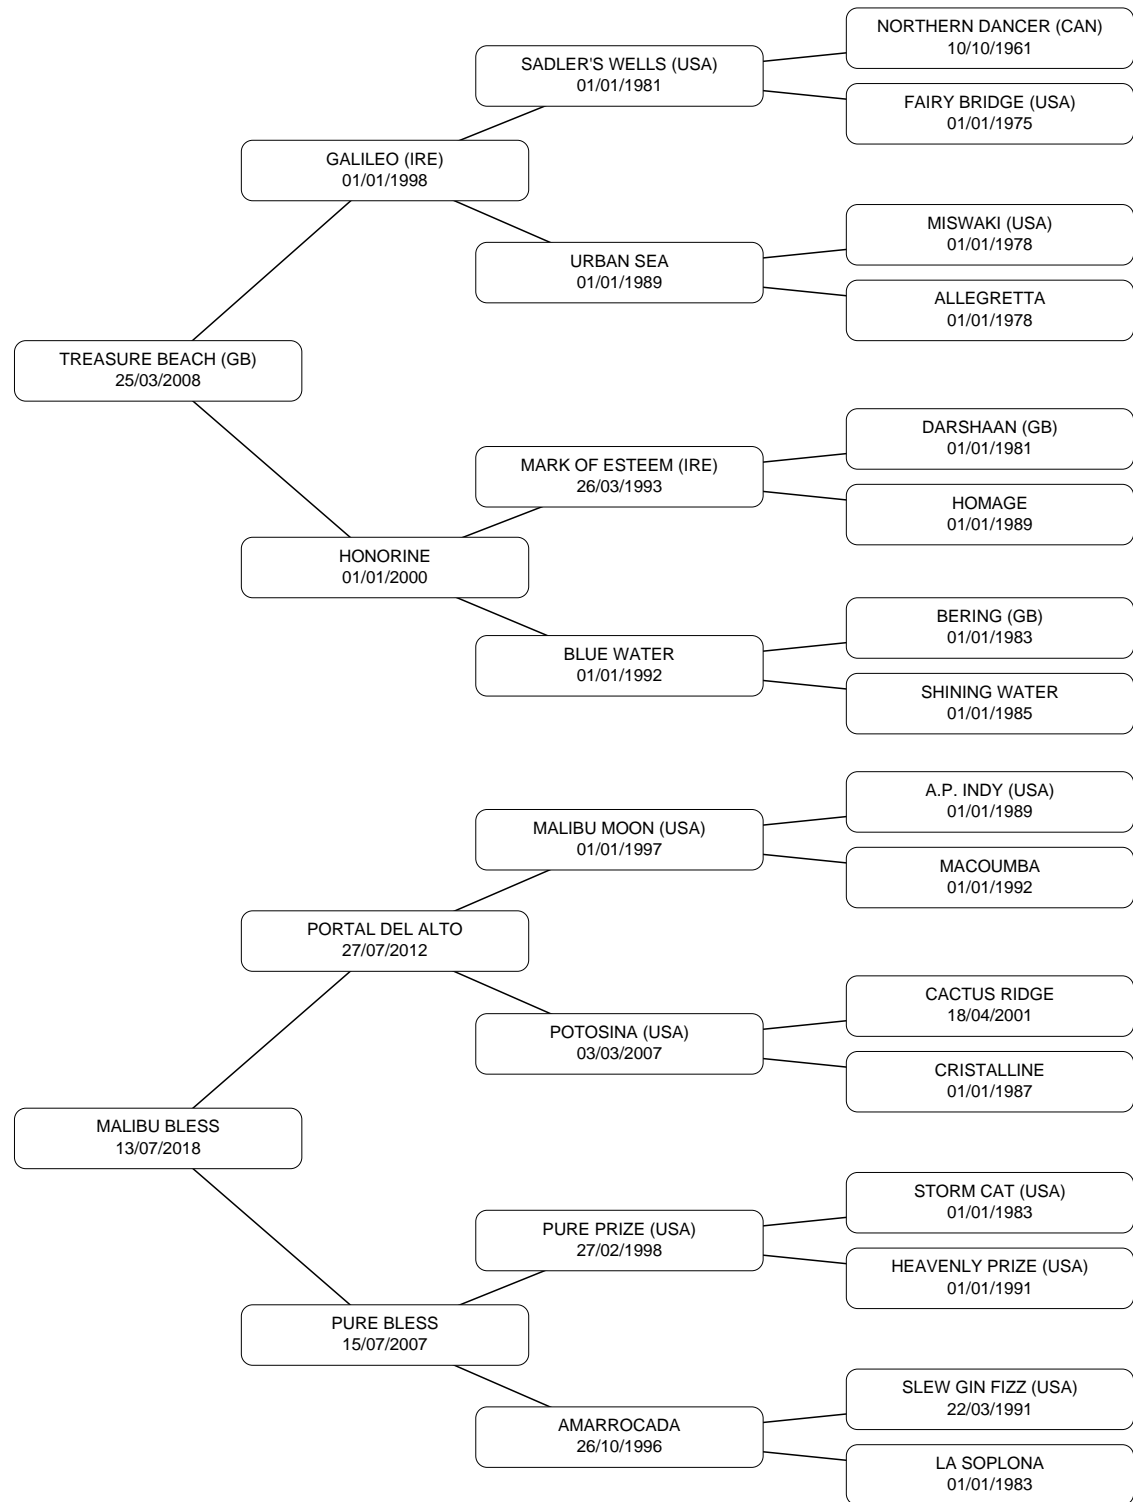 NORTHERN DANCER (CAN)
10/10/1961
SADLER'S WELLS (USA)
01/01/1981
FAIRY BRIDGE (USA)
01/01/1975
GALILEO (IRE)
01/01/1998
MISWAKI (USA)
01/01/1978
URBAN SEA
01/01/1989
ALLEGRETTA
01/01/1978
TREASURE BEACH (GB)
25/03/2008
DARSHAAN (GB)
01/01/1981
MARK OF ESTEEM (IRE)
26/03/1993
HOMAGE
01/01/1989
HONORINE
01/01/2000
BERING (GB)
01/01/1983
BLUE WATER
01/01/1992
SHINING WATER
01/01/1985
A.P. INDY (USA)
01/01/1989
MALIBU MOON (USA)
01/01/1997
MACOUMBA
01/01/1992
PORTAL DEL ALTO
27/07/2012
CACTUS RIDGE
18/04/2001
POTOSINA (USA)
03/03/2007
CRISTALLINE
01/01/1987
MALIBU BLESS
13/07/2018
STORM CAT (USA)
01/01/1983
PURE PRIZE (USA)
27/02/1998
HEAVENLY PRIZE (USA)
01/01/1991
PURE BLESS
15/07/2007
SLEW GIN FIZZ (USA)
22/03/1991
AMARROCADA
26/10/1996
LA SOPLONA
01/01/1983